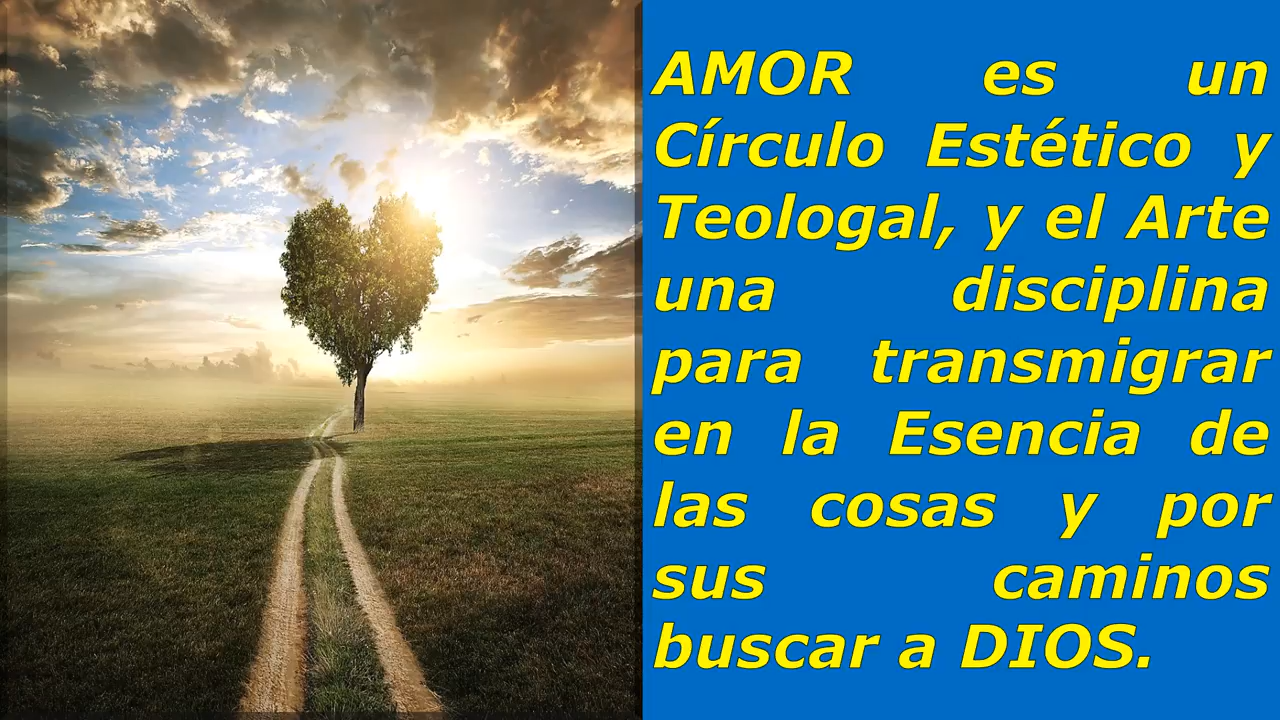 AMOR es un
Círculo Estético y
Teologal, y el Arte
una disciplina
para transmigrar
en la Esencia de
las cosas y por
sus caminos
buscar a DIOS.